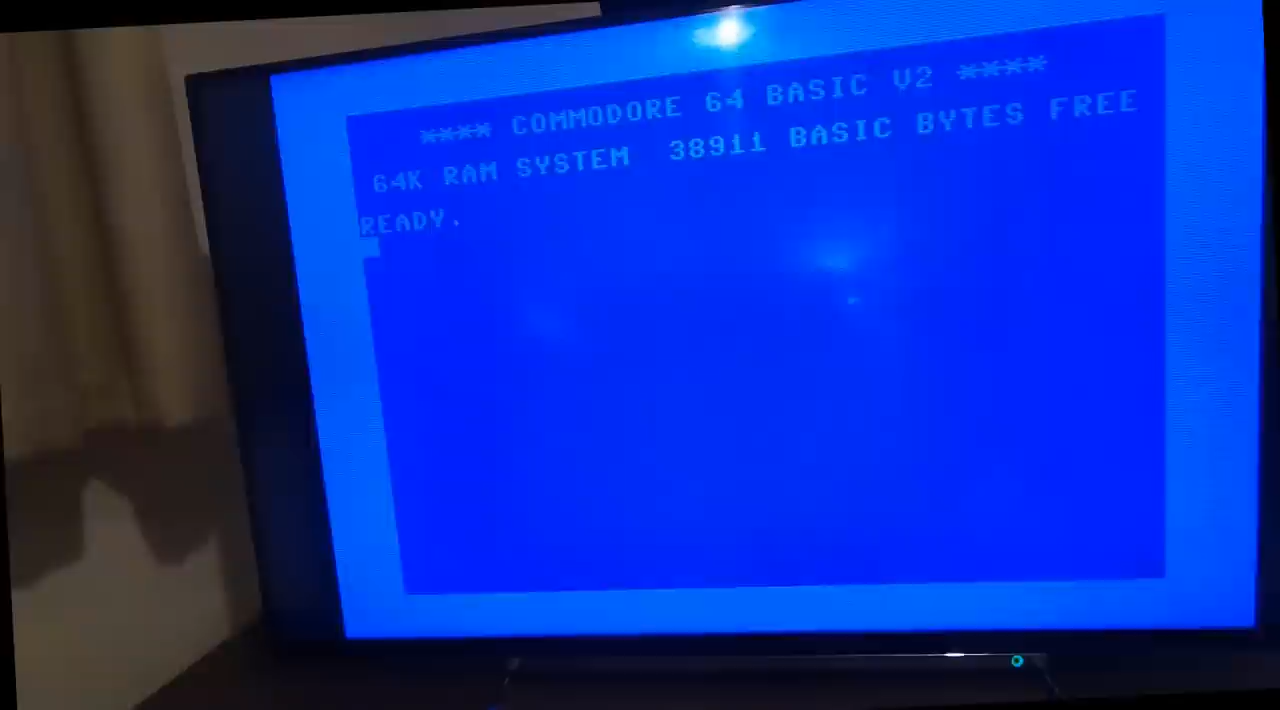 **** COMMODORE 64 BASIC V2 ****
64K RAM SYSTEM  38911 BASIC BYTES FREE
READY.